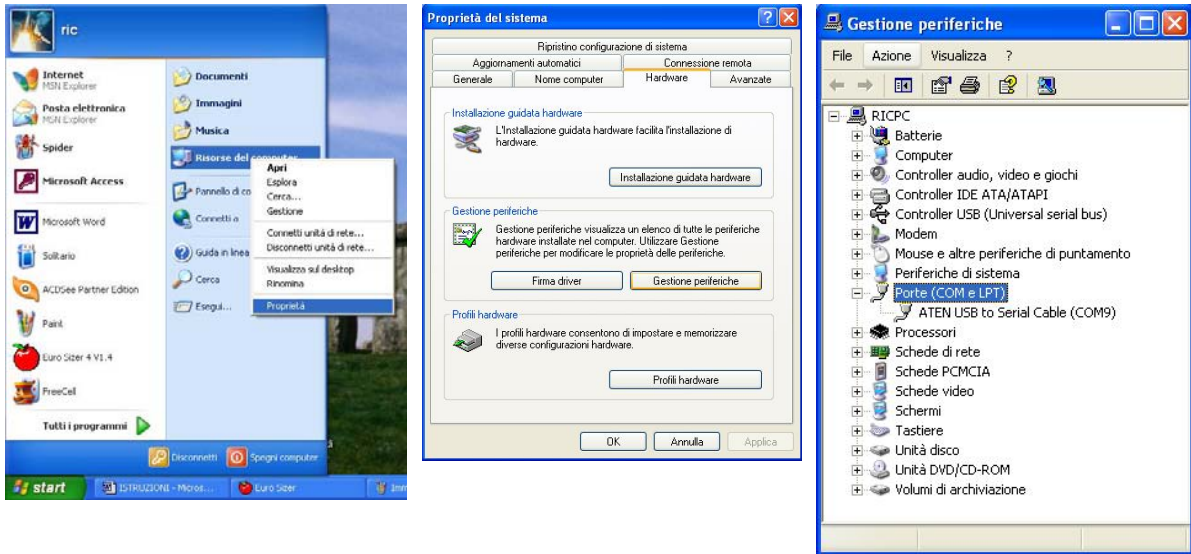 ric
Internet
MSN Explorer
Posta elettronica
MSN Explorer
Spider
Microsoft Access
Microsoft Word
Solitario
ACDSee Partner Edition
Paint
Euro Sizer 4 V1.4
FreeCell
Tutti i programmi
Documenti
Immagini
Musica
Risorse del computer
Pannello di co
Connetti a
Guida in linea
Cerca
Esegui...
Apri
Esplora
Cerca...
Gestione
Connetti unità di rete...
Disconnetti unità di rete...
Visualizza sul desktop
Rinomina
Proprietà
Disconnetti
Spegni computer
start
ISTRUZIONI - Micros...
Euro Sizer
Imm
Proprietà del sistema
Ripristino configurazione di sistema
Aggiornamenti automatici
Connessione remota
Generale
Nome computer
Hardware
Avanzate
Installazione guidata hardware
L'Installazione guidata hardware facilita l'installazione di
hardware.
Installazione guidata hardware
Gestione periferiche
Gestione periferiche visualizza un elenco di tutte le periferiche
hardware installate nel computer. Utilizzare Gestione
periferiche per modificare le proprietà delle periferiche.
Firma driver
Gestione periferiche
Profili hardware
I profili hardware consentono di impostare e memorizzare
diverse configurazioni hardware.
Profili hardware
OK
Annulla
Applica
Gestione periferiche
File Azione Visualizza ?
RICPC
Batterie
Computer
Controller audio, video e giochi
Controller IDE ATA/ATAPI
Controller USB (Universal serial bus)
Modem
Mouse e altre periferiche di puntamento
Periferiche di sistema
Porte (COM e LPT)
ATEN USB to Serial Cable (COM9)
Processori
Schede di rete
Schede PCMCIA
Schede video
Schermi
Tastiere
Unità disco
Unità DVD/CD-ROM
Volumi di archiviazione